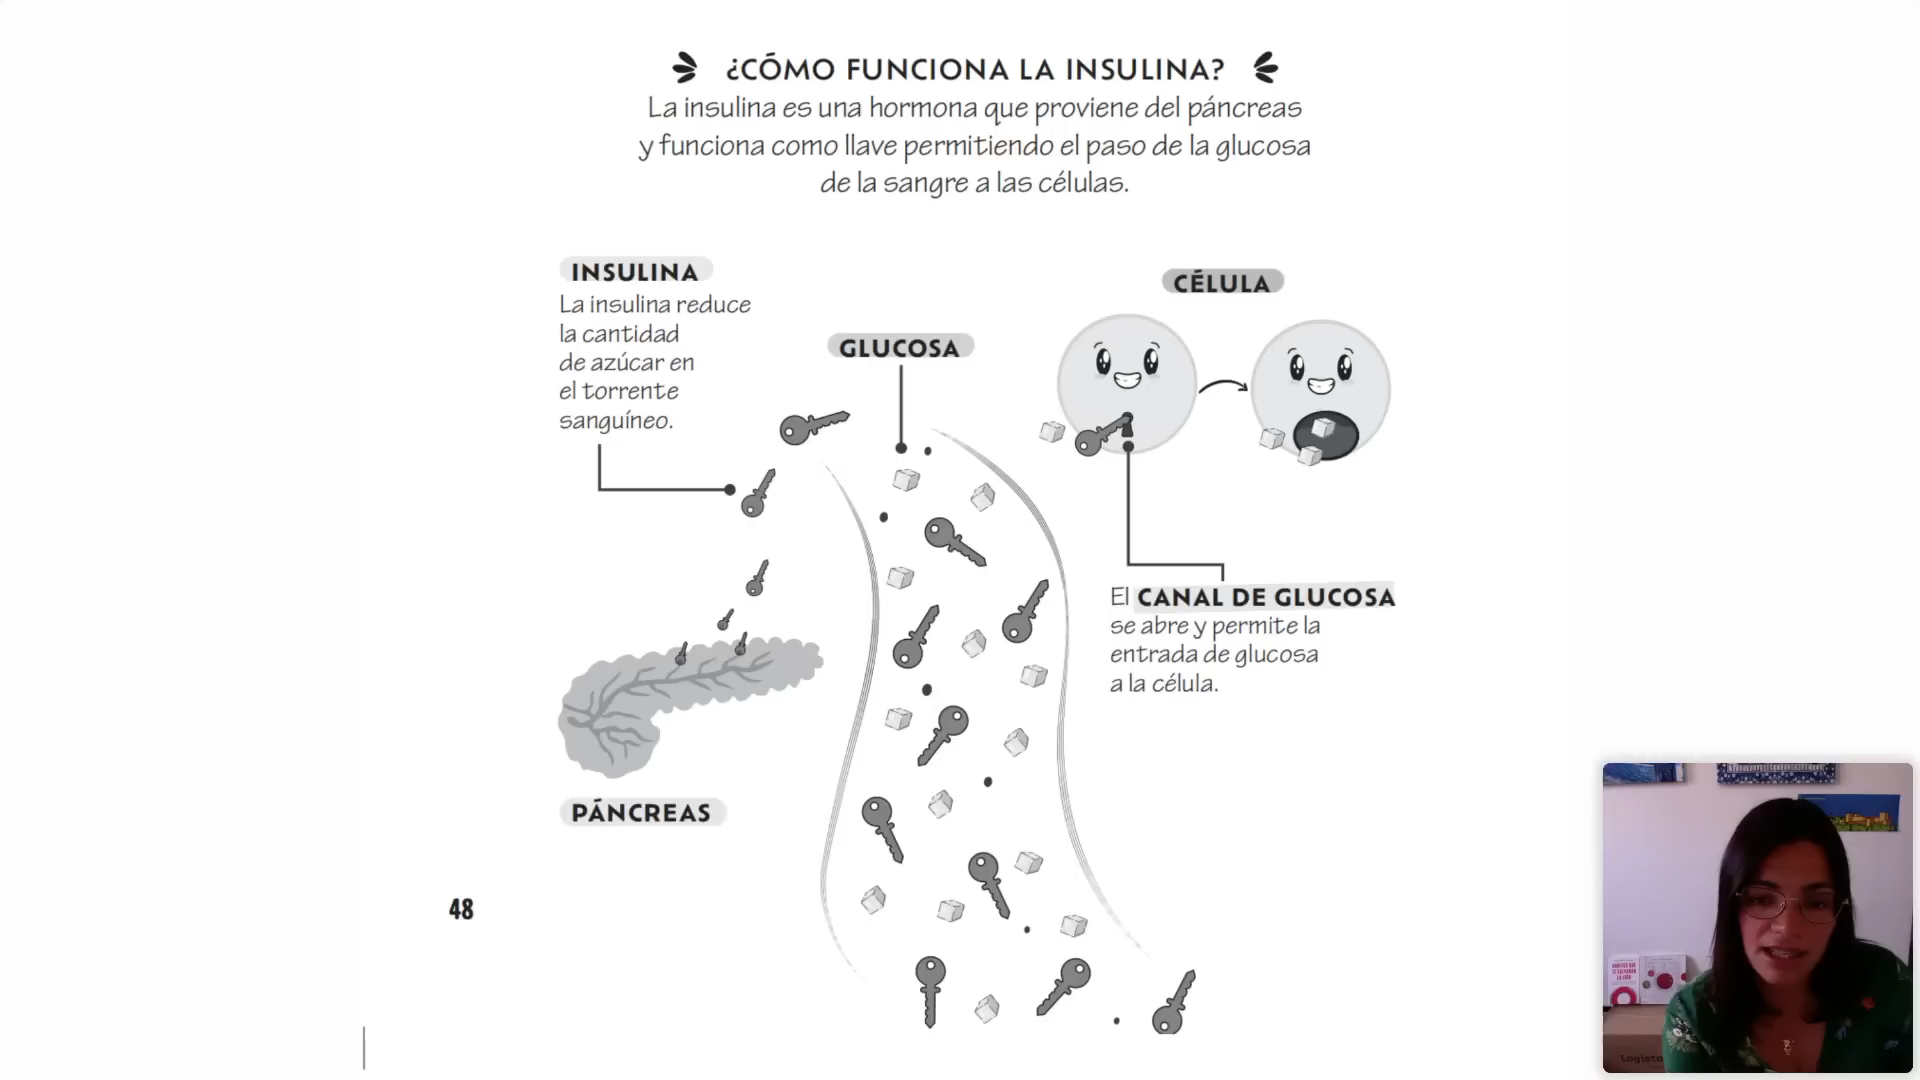 ¿CÓMO FUNCIONA LA INSULINA?
La insulina es una hormona que proviene del páncreas
y funciona como llave permitiendo el paso de la glucosa
de la sangre a las células.
INSULINA
La insulina reduce
la cantidad
de azúcar en
el torrente
sanguíneo.
GLUCOSA
CÉLULA
El CANAL DE GLUCOSA
se abre y permite la
entrada de glucosa
a la célula.
PÁNCREAS
48